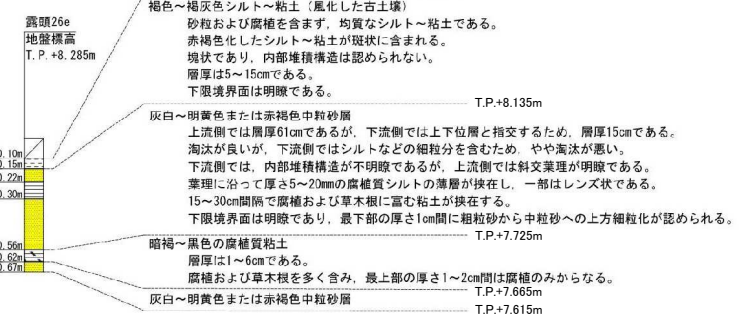 褐色～褐灰色シルト～粘土（風化した古土壌）
露頭26e
地盤標高
T.P.+8.285m
砂粒および腐植を含まず，均質なシルト～粘土である。
赤褐色化したシルト～粘土が斑状に含まれる。
塊状であり，内部堆積構造は認められない。
層厚は5～15cmである。
下限境界面は明瞭である。
T.P.+8.135m
灰白～明黄色または赤褐色中粒砂層
上流側では層厚61cmであるが，下流側では上下位層と指交するため，層厚15cmである。
淘汰が良いが，下流側ではシルトなどの細粒分を含むため，やや淘汰が悪い。
下流側では，内部堆積構造が不明瞭であるが，上流側では斜交葉理が明瞭である。
葉理に沿って厚さ5～20mmの腐植質シルトの薄層が挟在し，一部はレンズ状である。
15～30cm間隔で腐植および草木根に富む粘土が挟在する。
下限境界面は明瞭であり，最下部の厚さ1cm間に粗粒砂から中粒砂への上方細粒化が認められる。
0.10m
0.15m
0.22m
0.30m
0.56m
0.62m
0.67m
T.P.+7.725m
暗褐～黒色の腐植質粘土
層厚は1～6cmである。
腐植および草木根を多く含み，最上部の厚さ1～2cm間は腐植のみからなる。
T.P.+7.665m
灰白～明黄色または赤褐色中粒砂層
T.P.+7.615m